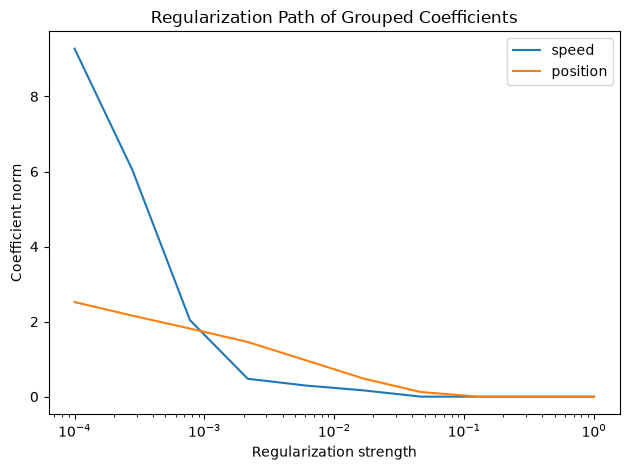 Regularization Path of Grouped Coefficients
speed
position
Coefficient norm
8
6
4
2
0
10⁻⁴
10⁻³
10⁻²
10⁻¹
10⁰
Regularization strength